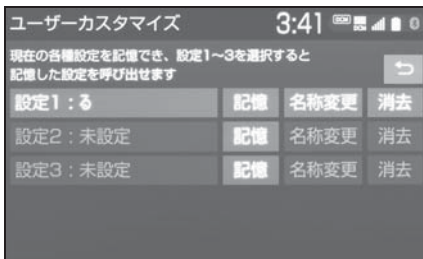 ユーザーカスタマイズ 3:41
現在の各種設定を記憶でき、設定1~3を選択すると
記憶した設定を呼び出せます
設定1:る 記憶 名称変更 消去
設定2:未設定 記憶 名称変更 消去
設定3:未設定 記憶 名称変更 消去